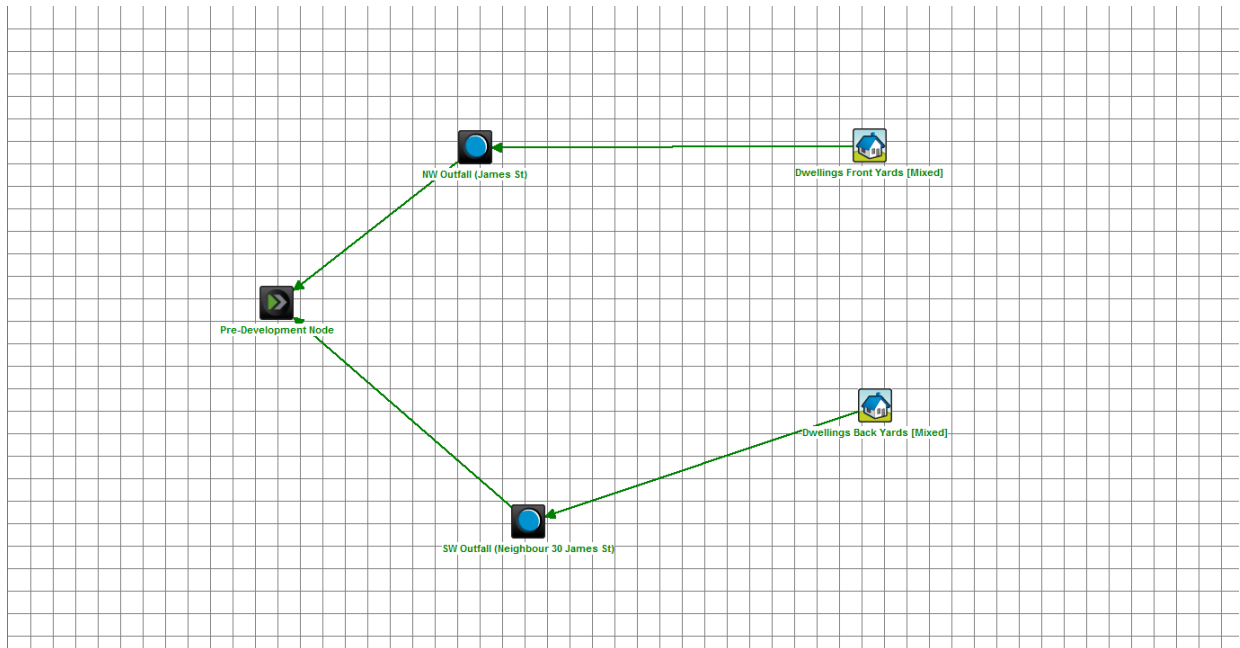 NW Outfall (James St)
Dwellings Front Yards [Mixed]
Pre-Development Node
Dwellings Back Yards [Mixed]
SW Outfall (Neighbour 30 James St)